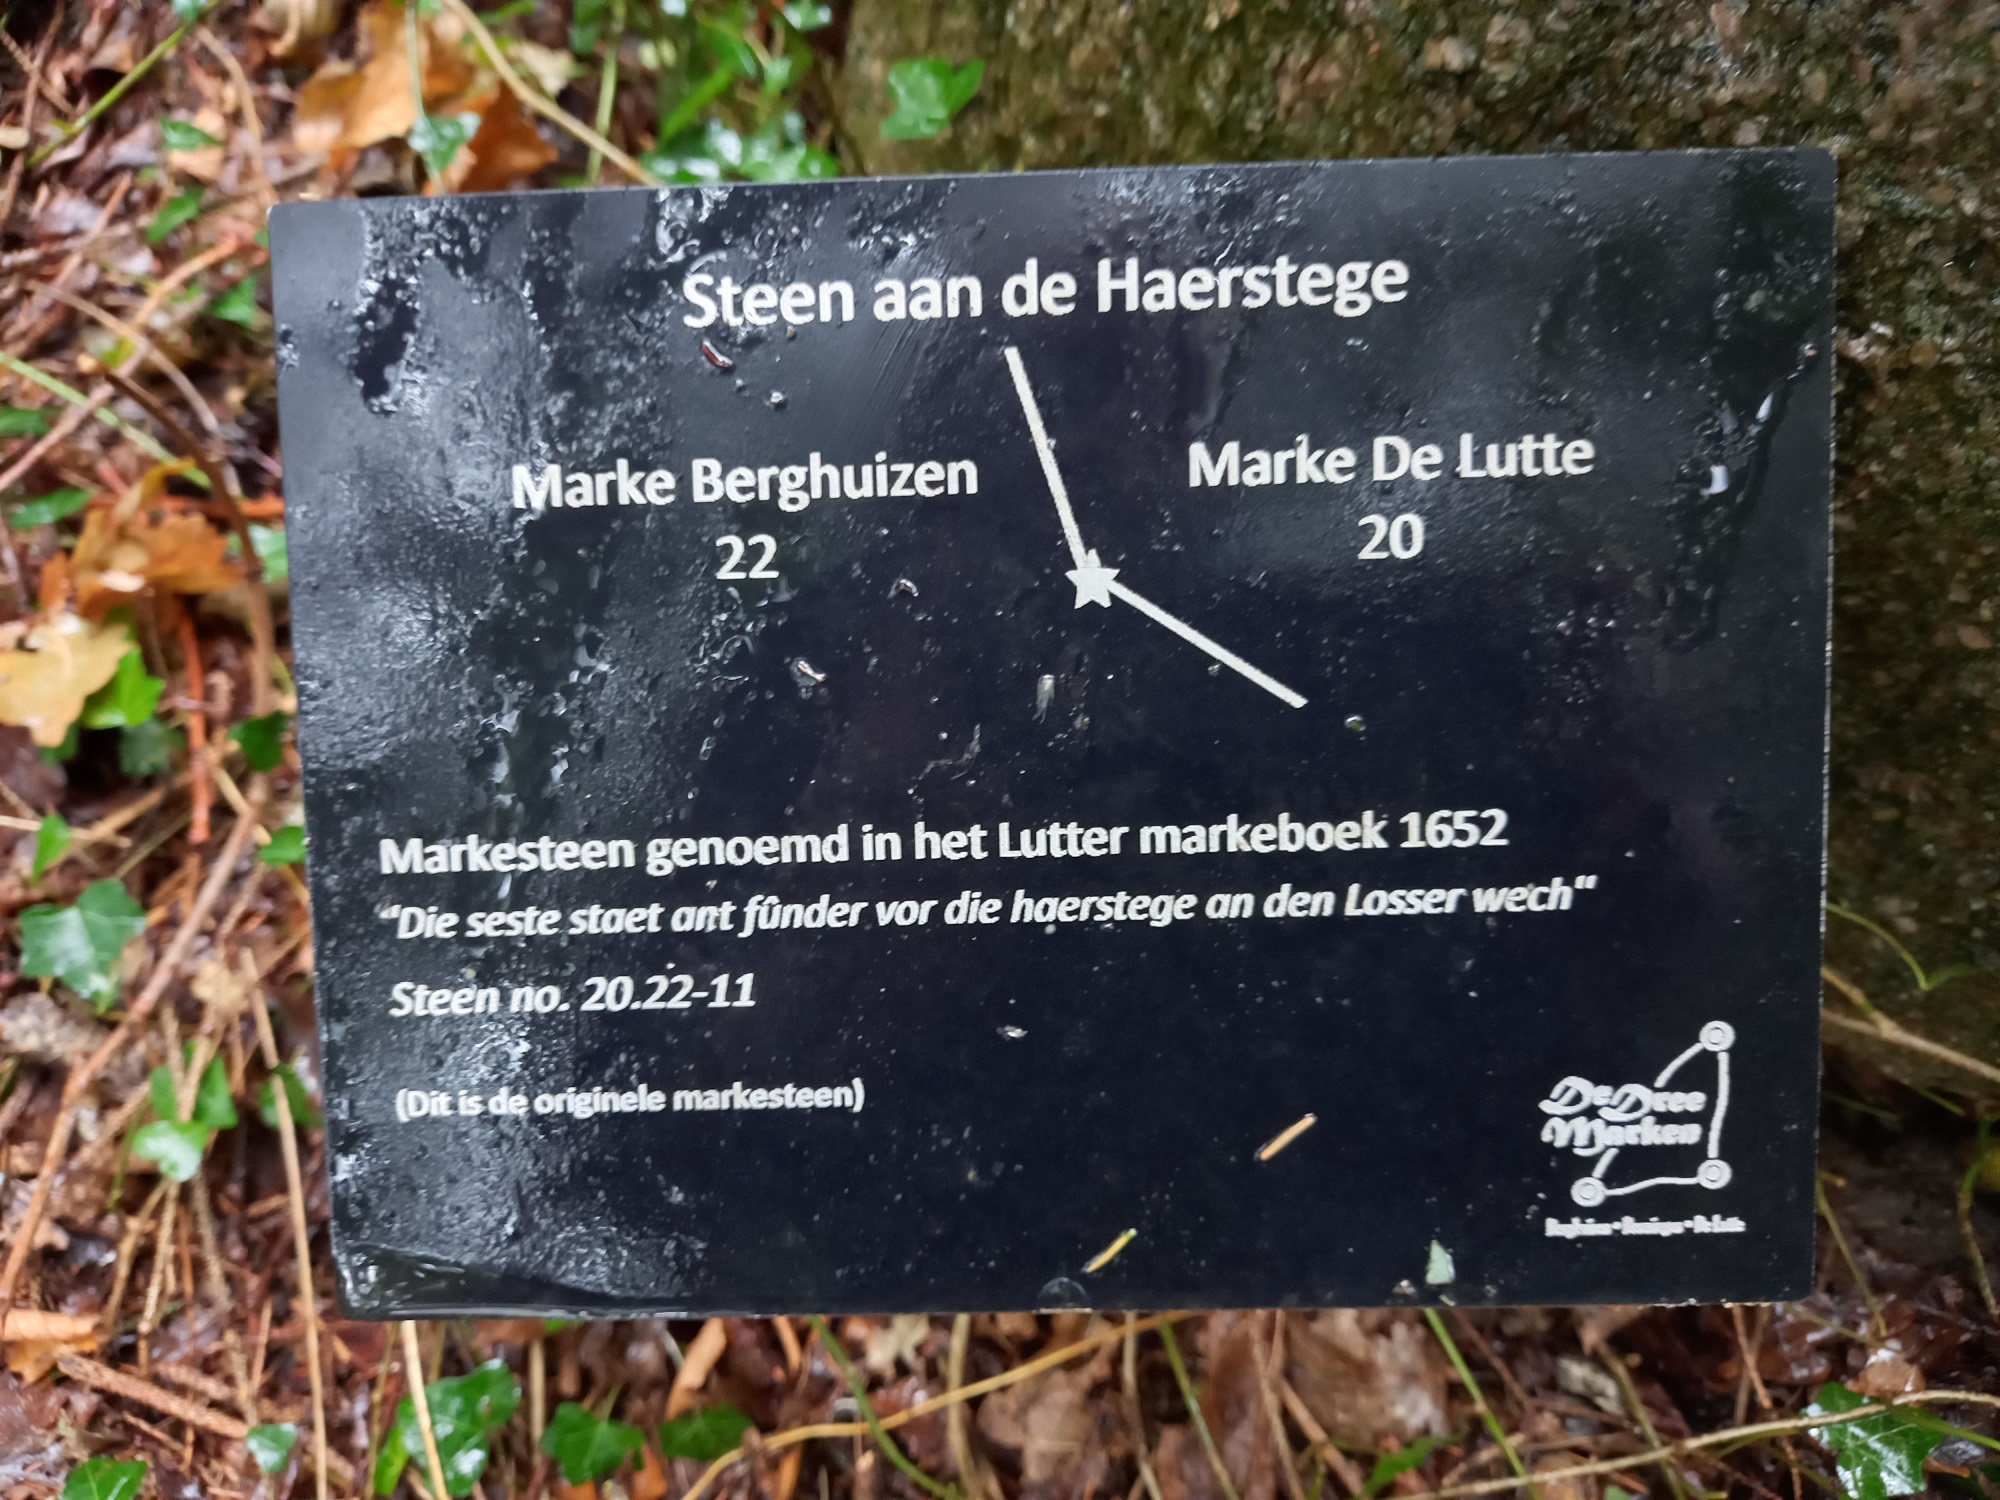 Steen aan de Haerstege
Marke Berghuizen
22
Marke De Lutte
20
Markesteen genoemd in het Lutter markeboek 1652
"Die seste staet ant fûnder vor die haerstege an den Losser wech"
Steen no. 20.22-11
(Dit is de originele markesteen)
De Dree
Marken